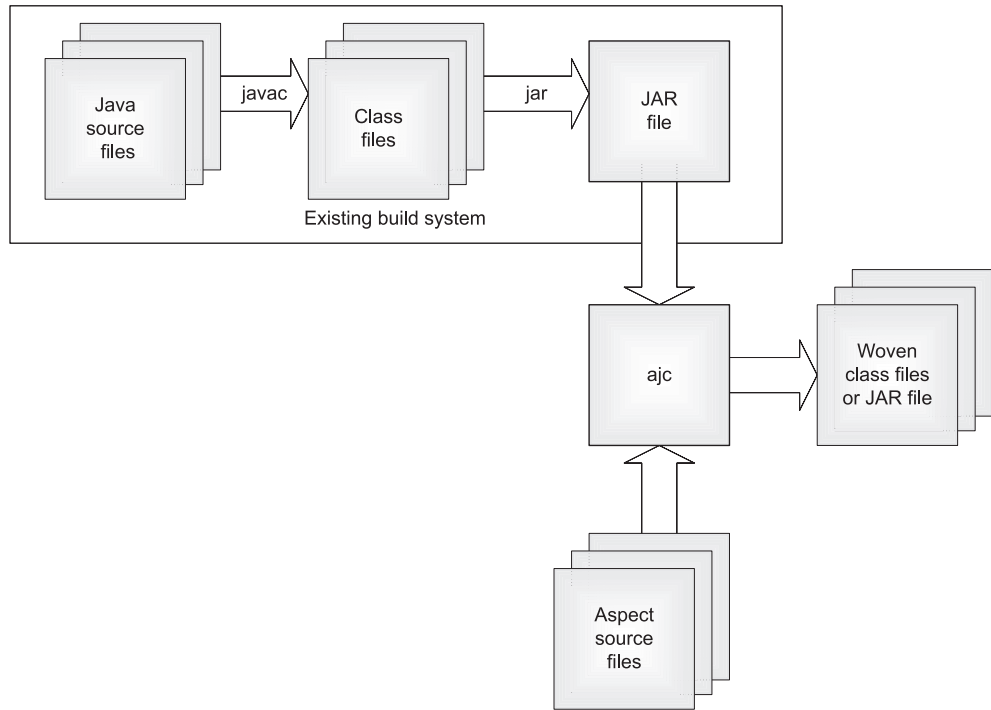 Java
source
files
javac
Class
files
jar
JAR
file
Existing build system
ajc
Woven
class files
or JAR file
Aspect
source
files